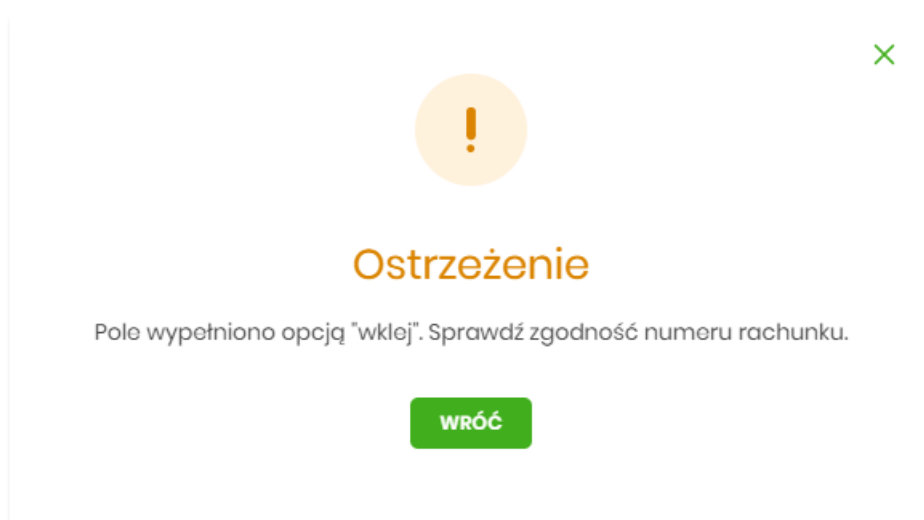 Ostrzeżenie
Pole wypełniono opcją "wklej". Sprawdź zgodność numeru rachunku.
WRÓĆ